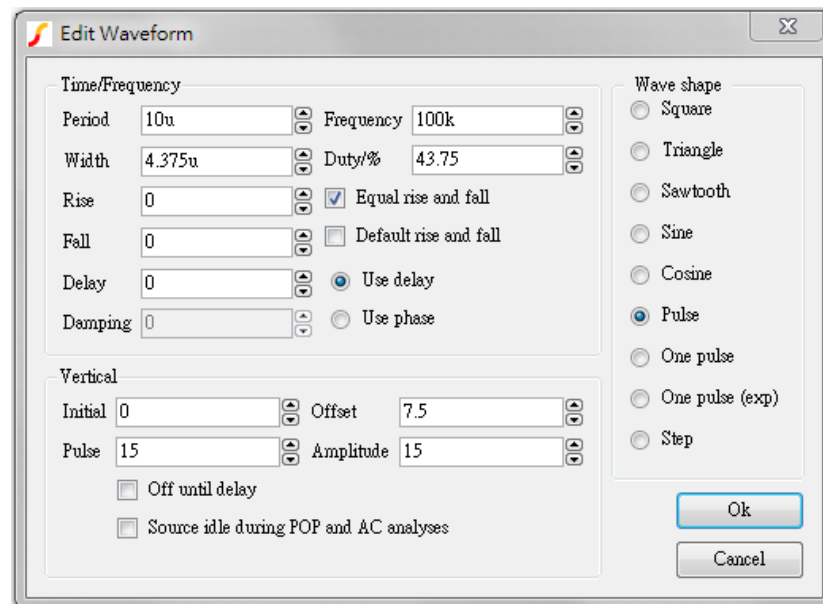 Edit Waveform
Time/Frequency
Period 10u Frequency 100k
Width 4.375u Duty/% 43.75
Rise 0 Equal rise and fall
Fall 0 Default rise and fall
Delay 0 Use delay
Damping 0 Use phase
Vertical
Initial 0 Offset 7.5
Pulse 15 Amplitude 15
Off until delay
Source idle during POP and AC analyses
Wave shape
Square
Triangle
Sawtooth
Sine
Cosine
Pulse
One pulse
One pulse (exp)
Step
Ok
Cancel